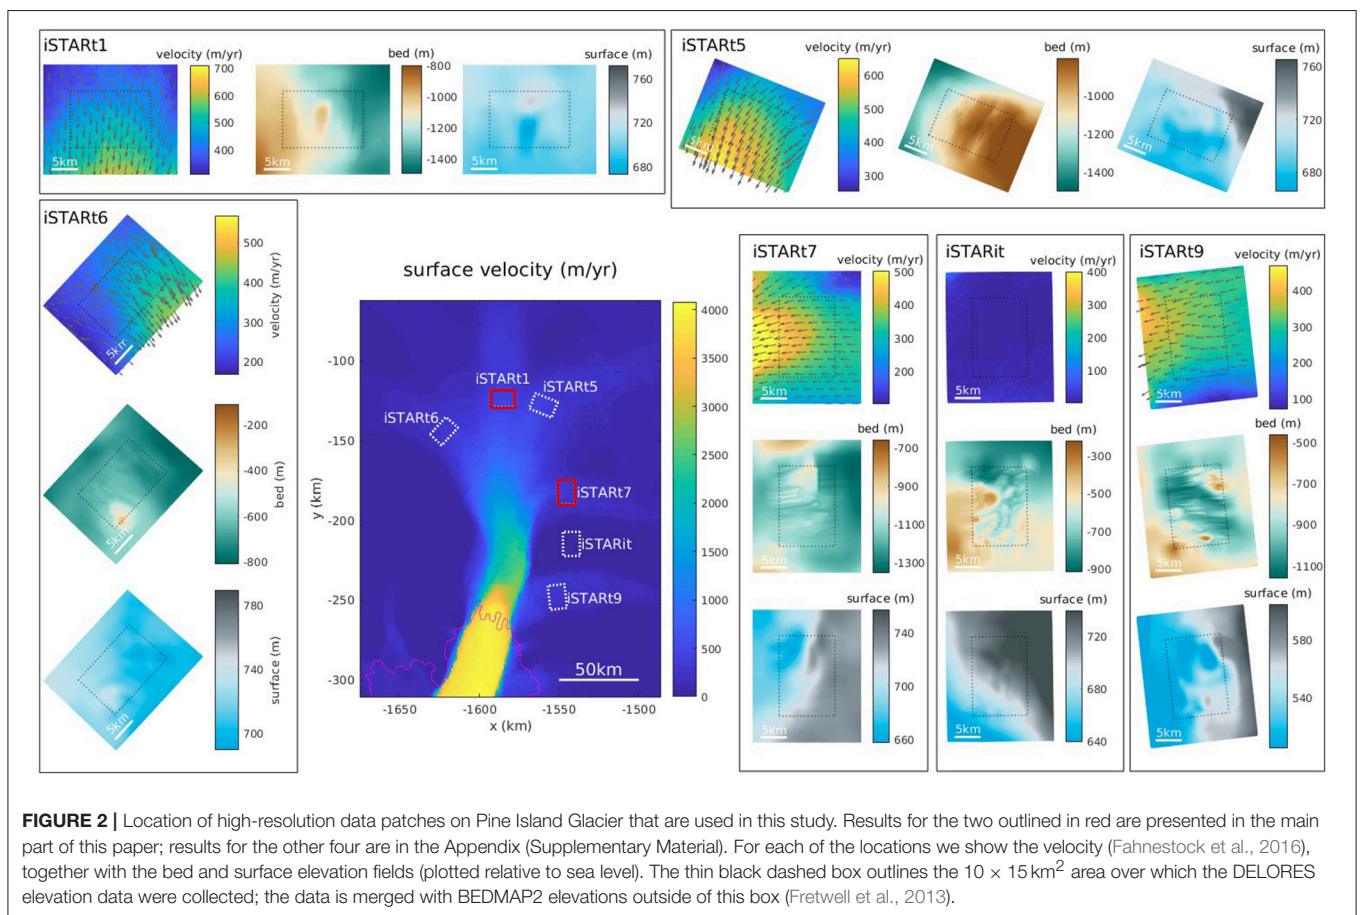 iSTARt1
velocity (m/yr)
700
600
500
400
5km
bed (m)
-800
-1000
-1200
-1400
5km
surface (m)
760
720
680
5km
iSTARt5
velocity (m/yr)
600
500
400
300
5km
bed (m)
-1000
-1200
-1400
5km
surface (m)
760
720
680
5km
iSTARt6
500
400
300
200
velocity (m/yr)
5km
-200
-400
-600
-800
bed (m)
5km
780
740
700
surface (m)
5km
surface velocity (m/yr)
4000
3500
3000
2500
2000
1500
1000
500
0
-100
-150
-200
-250
-300
y (km)
-1650
-1600
-1550
-1500
x (km)
iSTARt1
iSTARt5
iSTARt6
iSTARt7
iSTARit
iSTARt9
50km
iSTARt7
velocity (m/yr)
500
400
300
200
5km
bed (m)
-700
-900
-1100
-1300
5km
surface (m)
740
700
660
5km
iSTARit
velocity (m/yr)
400
300
200
100
5km
bed (m)
-300
-500
-700
-900
5km
surface (m)
720
680
640
5km
iSTARt9
velocity (m/yr)
400
300
200
100
5km
bed (m)
-500
-700
-900
-1100
5km
surface (m)
580
540
5km
FIGURE 2 | Location of high-resolution data patches on Pine Island Glacier that are used in this study. Results for the two outlined in red are presented in the main
part of this paper; results for the other four are in the Appendix (Supplementary Material). For each of the locations we show the velocity (Fahnestock et al., 2016),
together with the bed and surface elevation fields (plotted relative to sea level). The thin black dashed box outlines the 10 × 15 km² area over which the DELORES
elevation data were collected; the data is merged with BEDMAP2 elevations outside of this box (Fretwell et al., 2013).